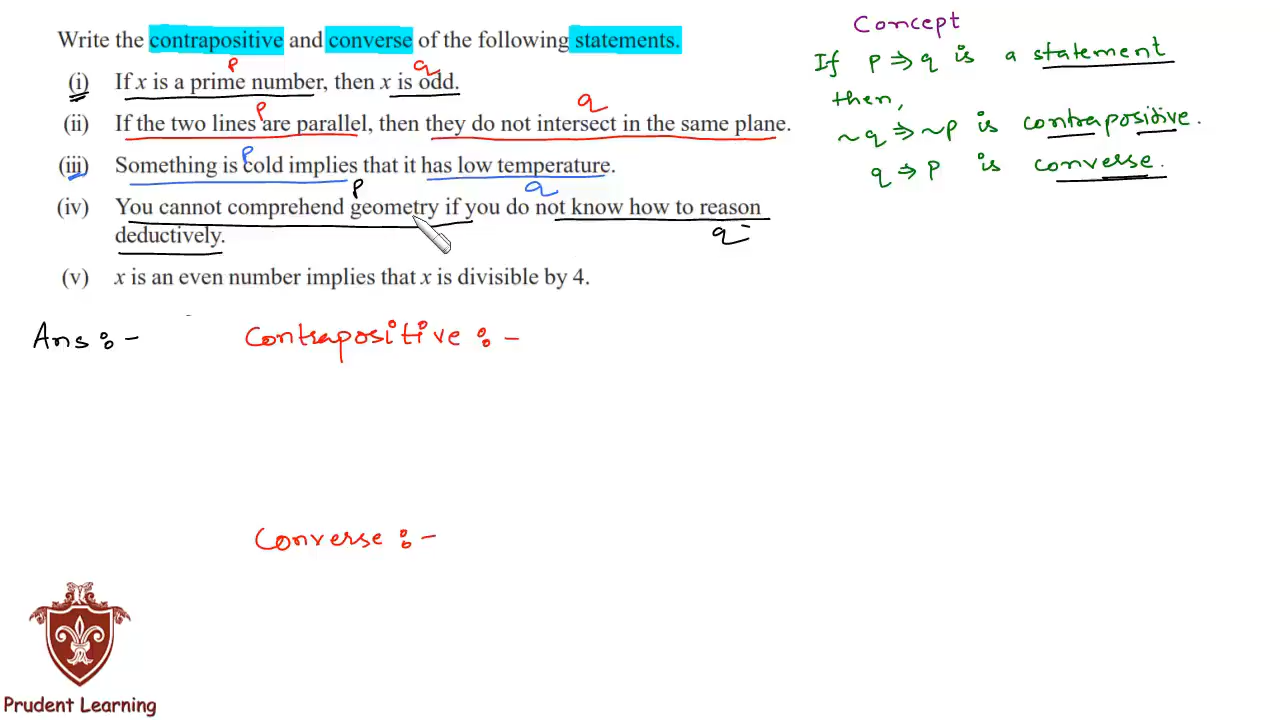 Write the contrapositive and converse of the following statements.
p q
(i) If x is a prime number, then x is odd.
p q
(ii) If the two lines are parallel, then they do not intersect in the same plane.
p
(iii) Something is cold implies that it has low temperature.
p q
(iv) You cannot comprehend geometry if you do not know how to reason
deductively.
q
(v) x is an even number implies that x is divisible by 4.
Concept
If p ⇒ q is a statement
then,
~q ⇒ ~p is contrapositive.
q ⇒ p is converse.
Ans :- Contrapositive :-
Converse :-
Prudent Learning